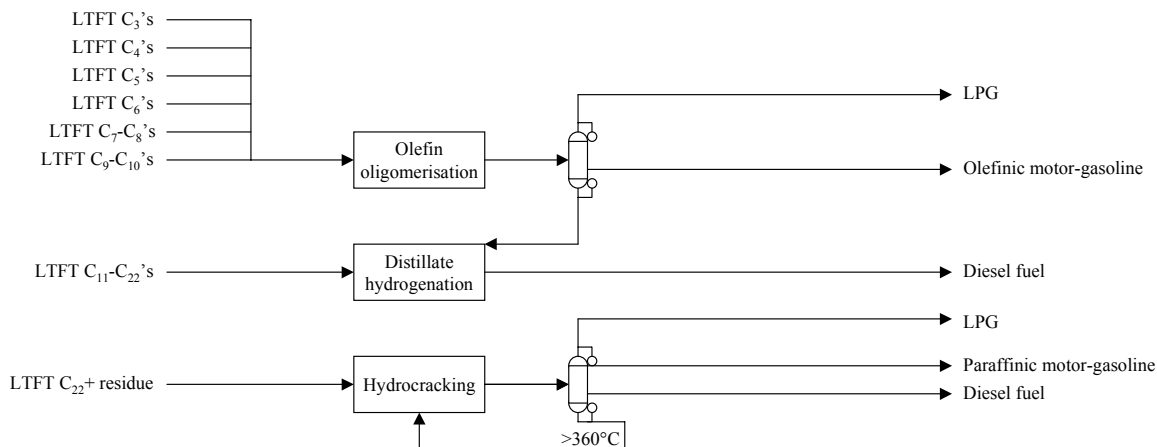 LTFT C₃’s
LTFT C₄’s
LTFT C₅’s
LTFT C₆’s
LTFT C₇-C₈’s
LTFT C₉-C₁₀’s
Olefin
oligomerisation
LPG
Olefinic motor-gasoline
LTFT C₁₁-C₂₂’s
Distillate
hydrogenation
Diesel fuel
LPG
LTFT C₂₂+ residue
Hydrocracking
Paraffinic motor-gasoline
Diesel fuel
>360°C